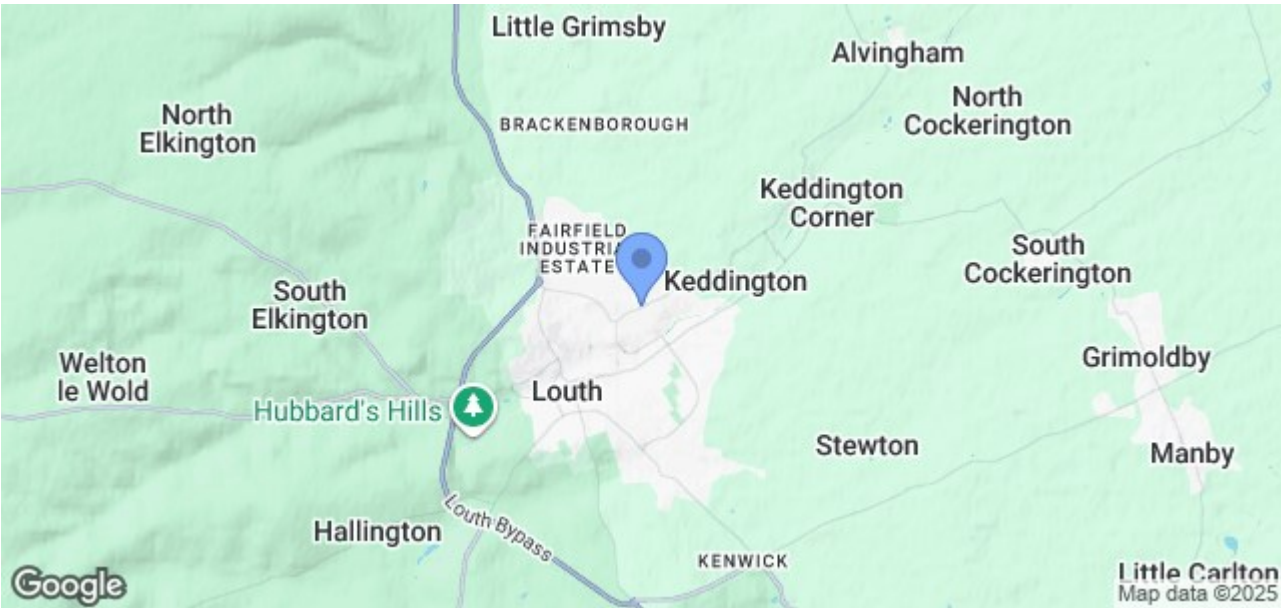 Little Grimsby
Alvingham
North
Elkington
BRACKENBOROUGH
North
Cockerington
Keddington
Corner
FAIRFIELD
INDUSTRIA
ESTATE
South
Cockerington
Keddington
South
Elkington
Welton
le Wold
Grimoldby
Louth
Hubbard's Hills
Stewton
Manby
Louth Bypass
Hallington
KENWICK
Little Carlton
Google
Map data ©2025